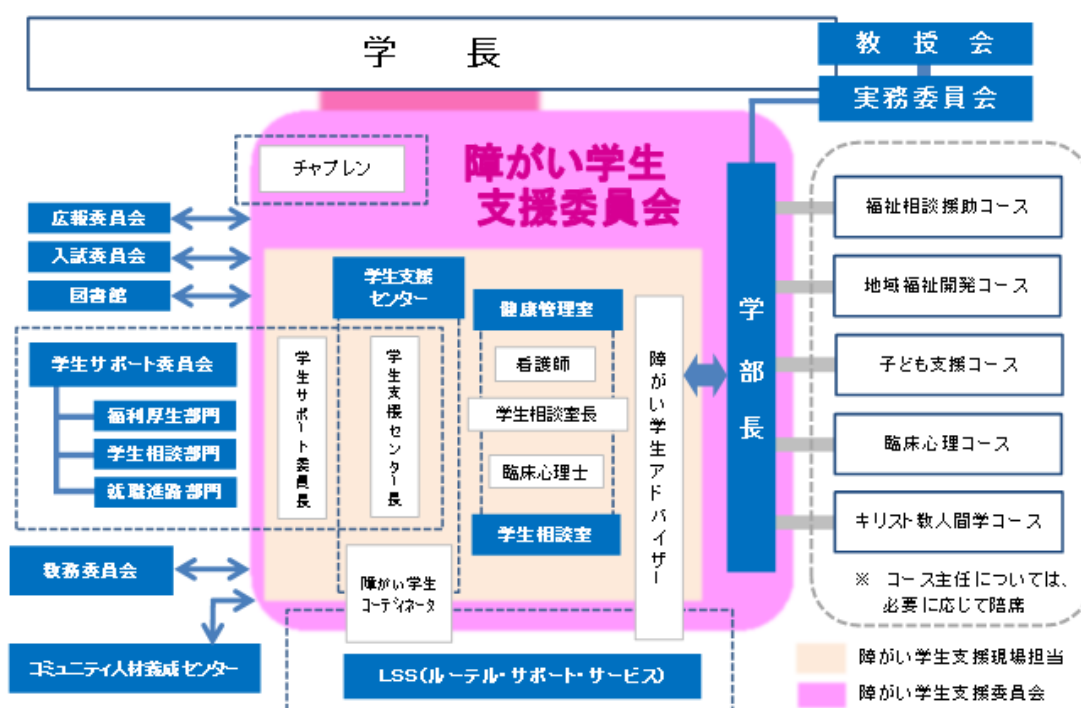 学長
教授会
実務委員会
障がい学生
支援委員会
チャプレン
広報委員会
入試委員会
図書館
学生支援
センター
健康管理室
看護師
学生相談室長
臨床心理士
学生相談室
学生サポート委員会
福利厚生部門
学生相談部門
就職進路部門
学生サポート委員長
学生支援センター長
障がい学生アドバイザー
学部長
福祉相談援助コース
地域福祉開発コース
子ども支援コース
臨床心理コース
キリスト教人間学コース
※ コース主任については、
必要に応じて陪席
教務委員会
障がい学生
コーディネータ
コミュニティ人材養成センター
LSS(ルーテル・サポート・サービス)
障がい学生支援現場担当
障がい学生支援委員会